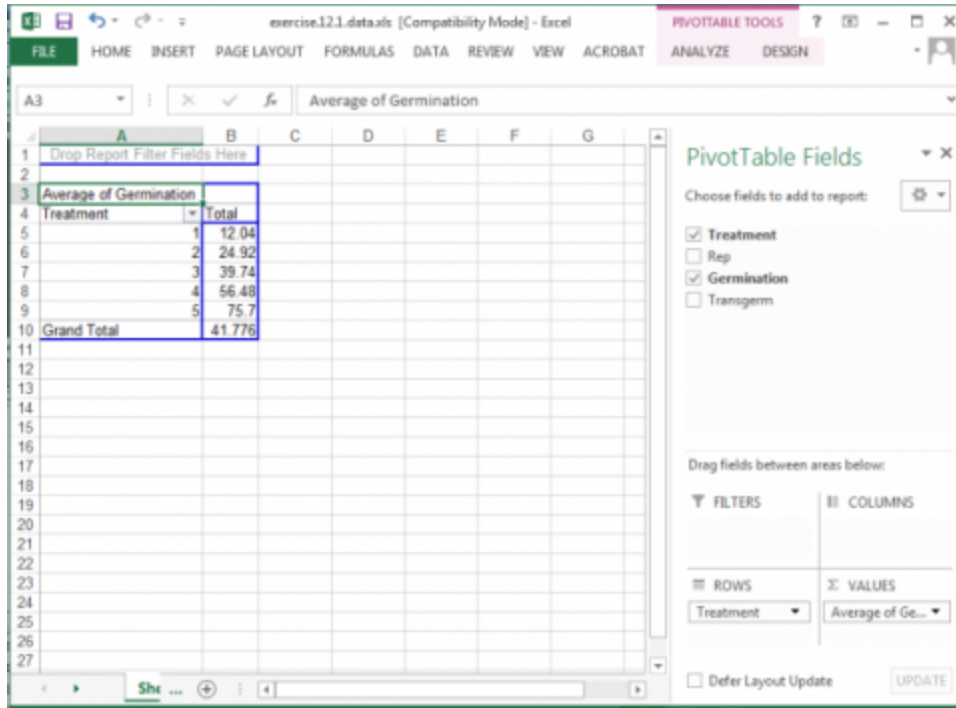 exercise.12.1.data.xls [Compatibility Mode] - Excel
PIVOTTABLE TOOLS
?
FILE HOME INSERT PAGE LAYOUT FORMULAS DATA REVIEW VIEW ACROBAT ANALYZE DESIGN
A3 fx Average of Germination
A B C D E F G
1 Drop Report Filter Fields Here
2
3 Average of Germination
4 Treatment Total
5 1 12.04
6 2 24.92
7 3 39.74
8 4 56.48
9 5 75.7
10 Grand Total 41.776
11
12
13
14
15
16
17
18
19
20
21
22
23
24
25
26
27
She ...
PivotTable Fields
Choose fields to add to report:
Treatment
Rep
Germination
Transgerm
Drag fields between areas below:
FILTERS
COLUMNS
ROWS
Σ VALUES
Treatment
Average of Ge...
Defer Layout Update
UPDATE